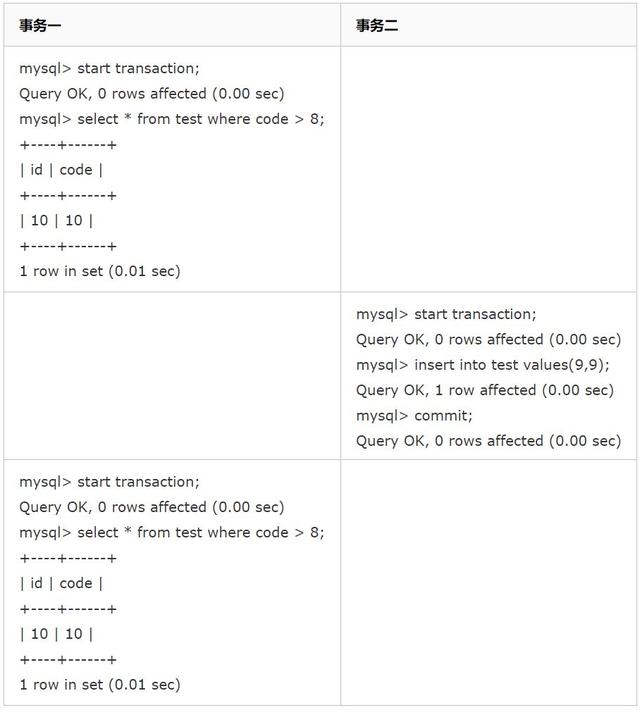 事务一
事务二
mysql> start transaction;
Query OK, 0 rows affected (0.00 sec)
mysql> select * from test where code > 8;
+----+------+
| id | code |
+----+------+
| 10 | 10 |
+----+------+
1 row in set (0.01 sec)
mysql> start transaction;
Query OK, 0 rows affected (0.00 sec)
mysql> insert into test values(9,9);
Query OK, 1 row affected (0.00 sec)
mysql> commit;
Query OK, 0 rows affected (0.00 sec)
mysql> start transaction;
Query OK, 0 rows affected (0.00 sec)
mysql> select * from test where code > 8;
+----+------+
| id | code |
+----+------+
| 10 | 10 |
+----+------+
1 row in set (0.01 sec)